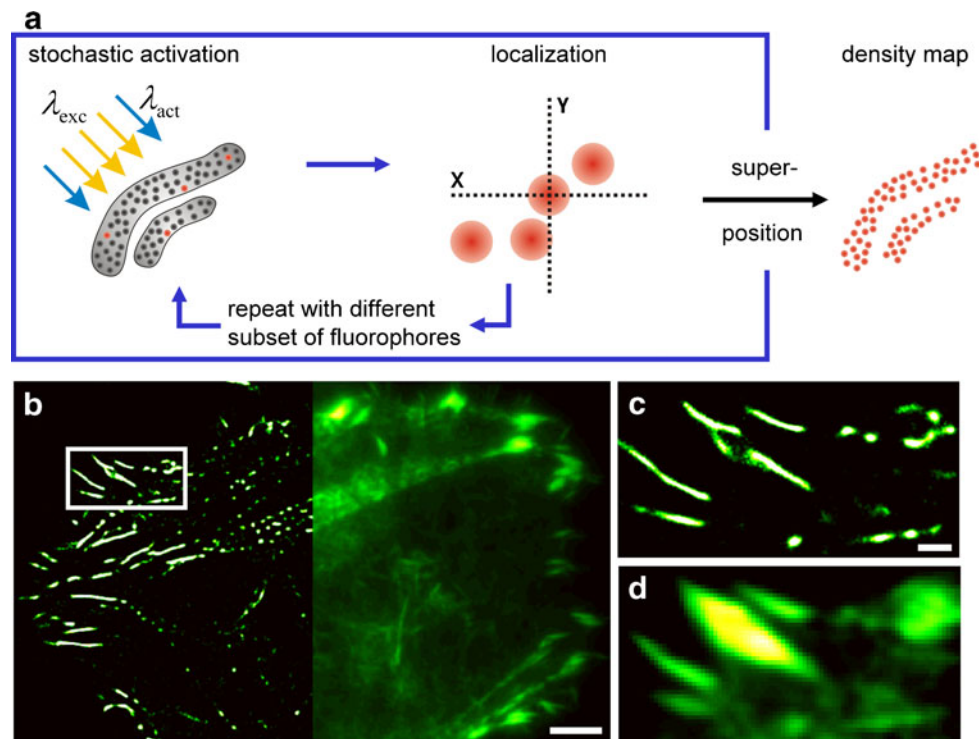 a
stochastic activation
localization
density map
λexc
λact
Y
X
super-
position
repeat with different
subset of fluorophores
b
c
d